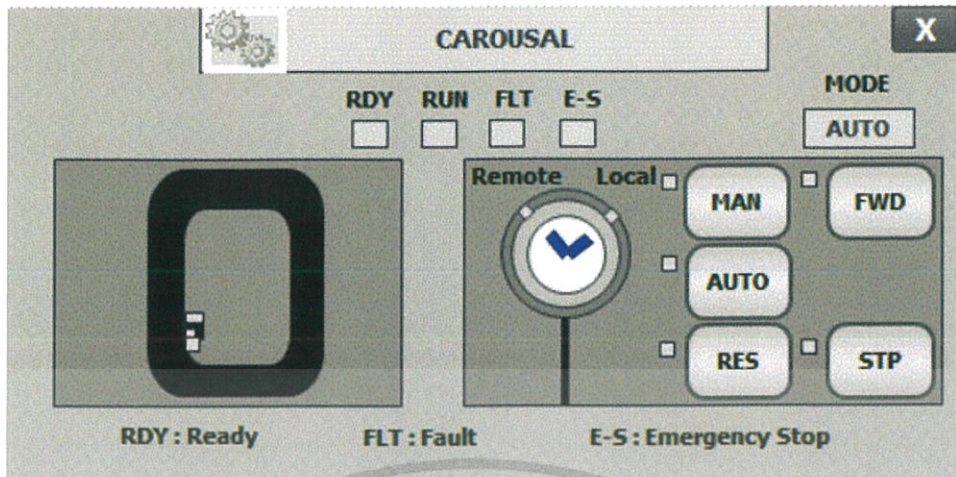 CAROUSAL
X
MODE
RDY RUN FLT E-S
AUTO
Remote Local
MAN FWD
AUTO
RES STP
RDY : Ready FLT : Fault E-S : Emergency Stop